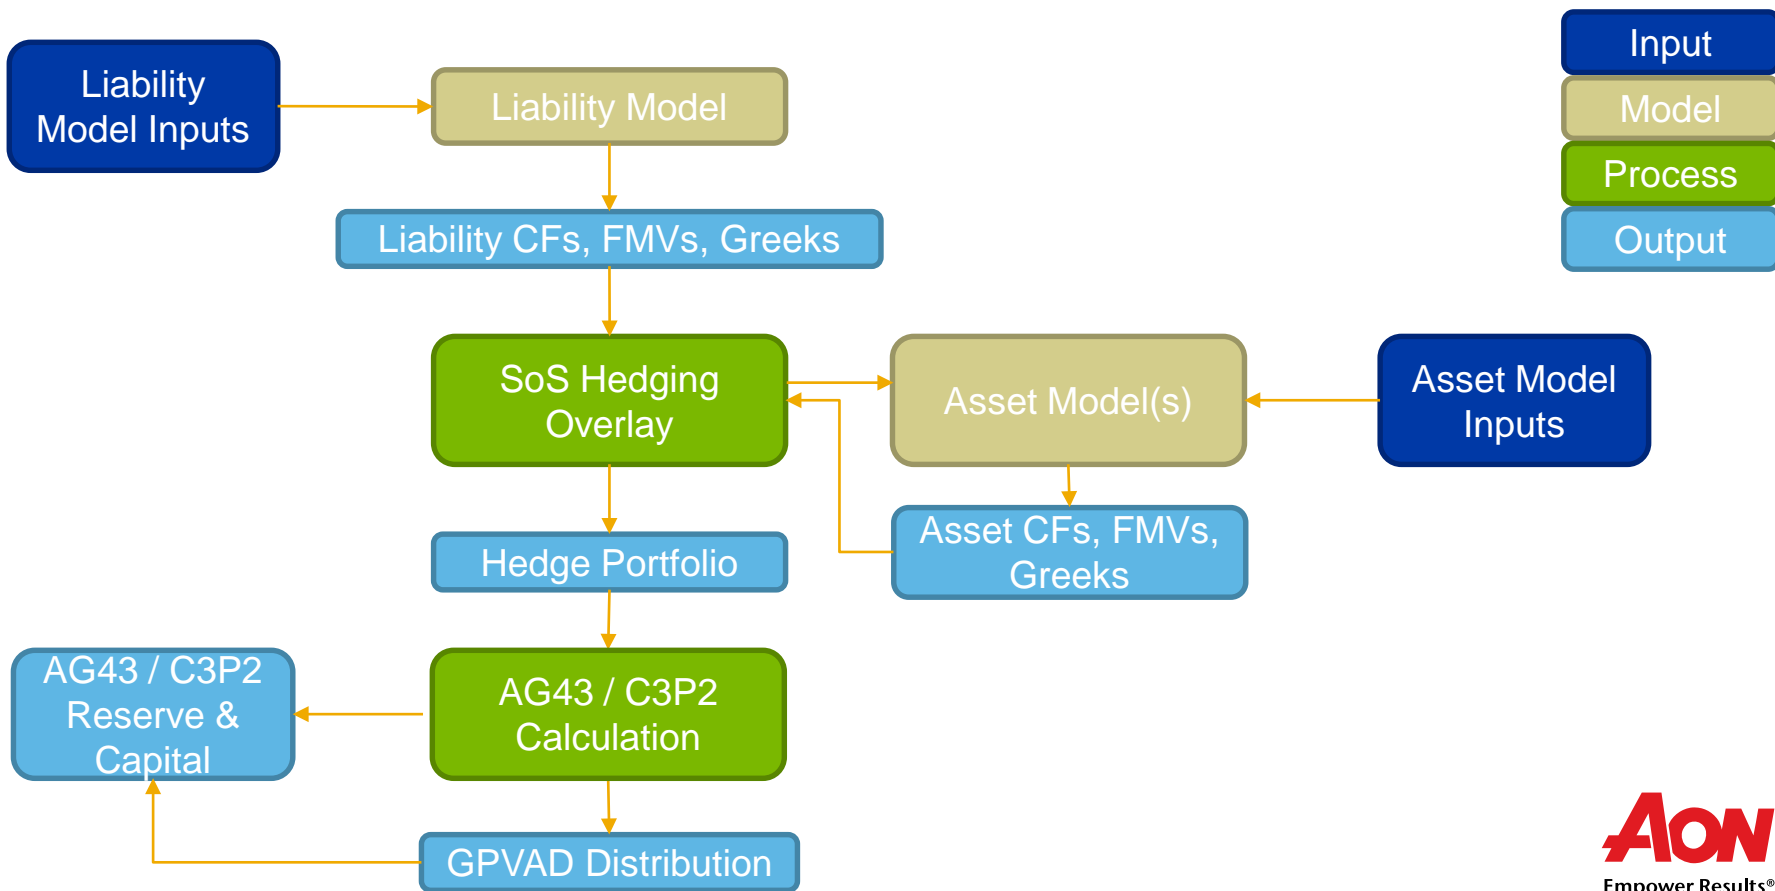 Liability
Model Inputs
Liability Model
Input
Model
Process
Output
Liability CFs, FMVs, Greeks
SoS Hedging
Overlay
Asset Model(s)
Asset Model
Inputs
Hedge Portfolio
Asset CFs, FMVs,
Greeks
AG43 / C3P2
Reserve &
Capital
AG43 / C3P2
Calculation
GPVAD Distribution
AON
Empower Results®